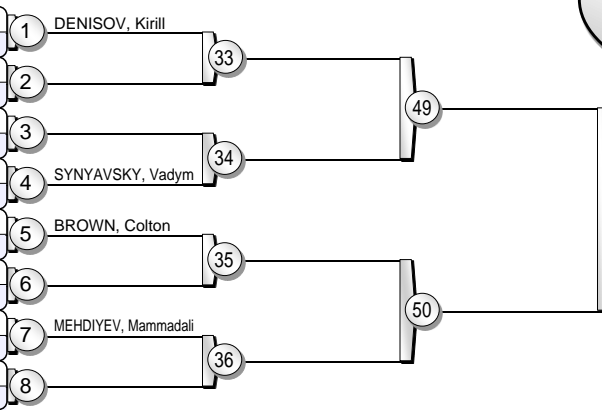 1 DENISOV, Kirill
33
2
49
3
34
4 SYNYAVSKY, Vadym
5 BROWN, Colton
35
6
50
7 MEHDIYEV, Mammadali
36
8